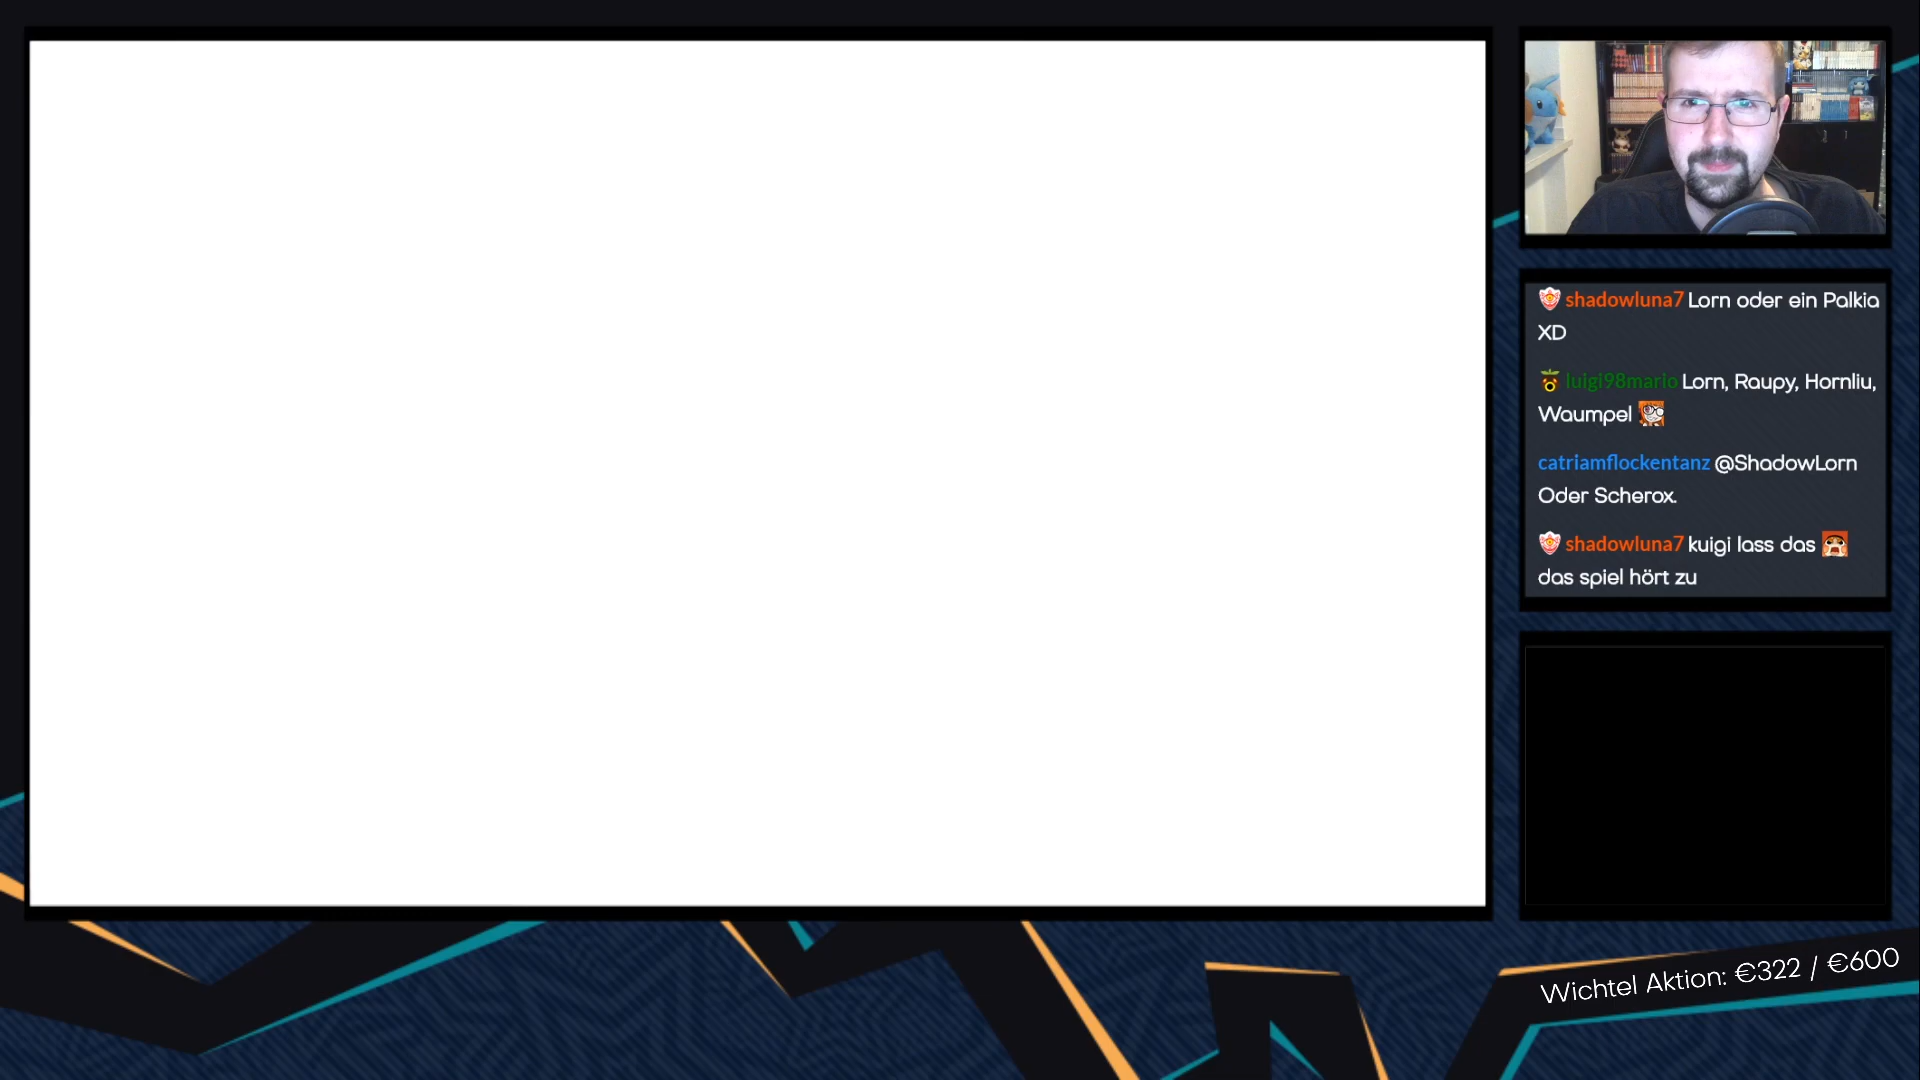 shadowluna7 Lorn oder ein Palkia
XD
luigi98mario Lorn, Raupy, Hornliu,
Waumpel
catriamflockentanz @ShadowLorn
Oder Scherox.
shadowluna7 kuigi lass das
das spiel hört zu
Wichtel Aktion: €322 / €600